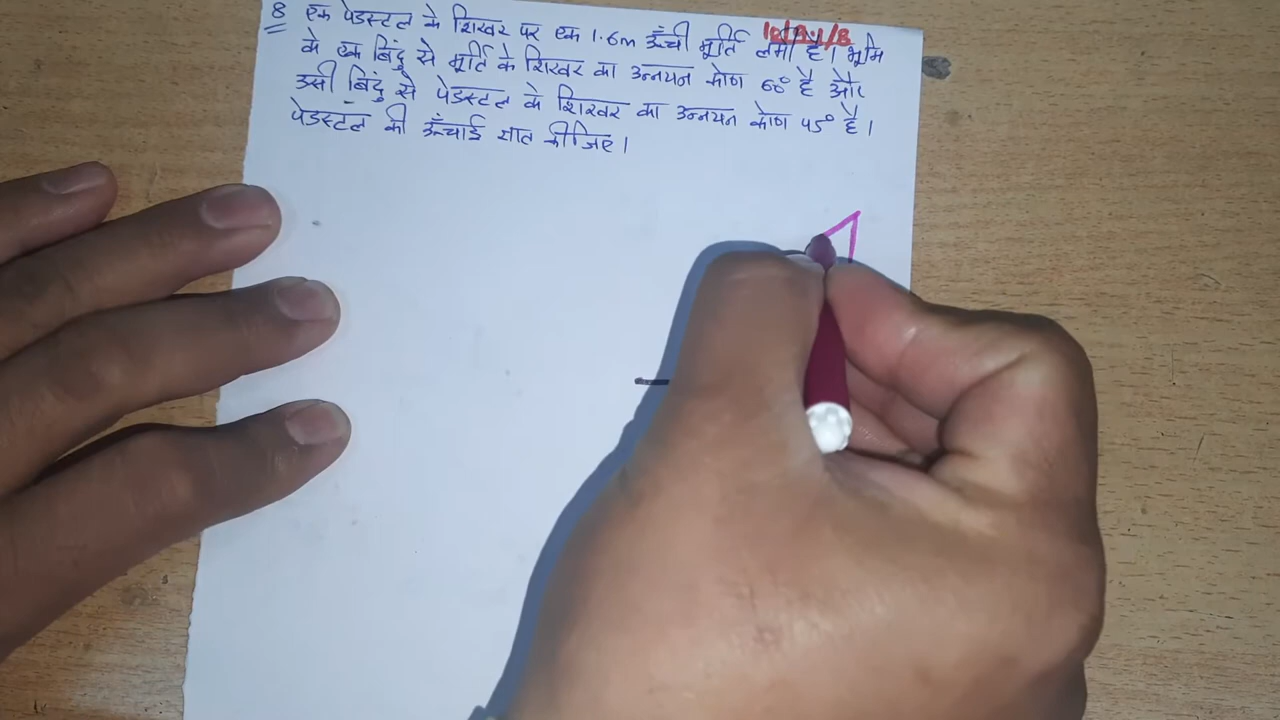 8 एक पेडस्टल के शिखर पर एक 1.6m ऊँची मूर्ति लगी है। भूमि
के एक बिंदु से मूर्ति के शिखर का उन्नयन कोण 60° है और
उसी बिंदु से पेडस्टल के शिखर का उन्नयन कोण 45° है।
पेडस्टल की ऊँचाई ज्ञात कीजिए।